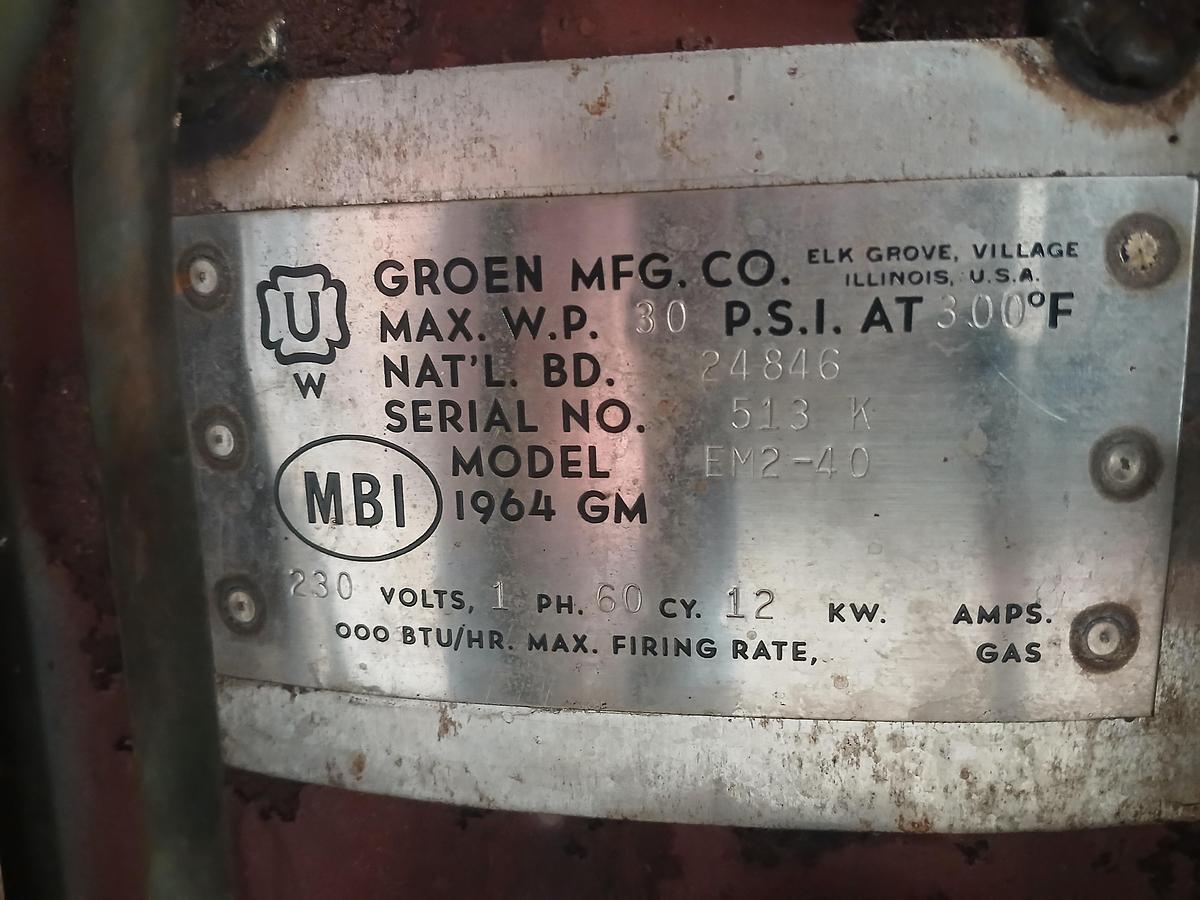 U
W
GROEN MFG. CO. ELK GROVE, VILLAGE
ILLINOIS, U.S.A.
MAX. W.P. 30 P.S.I. AT 300°F
NAT'L. BD. 24846
SERIAL NO. 513 K
MODEL EM2-40
MBI
1964 GM
230 VOLTS, 1 PH. 60 CY. 12 KW. AMPS.
000 BTU/HR. MAX. FIRING RATE, GAS